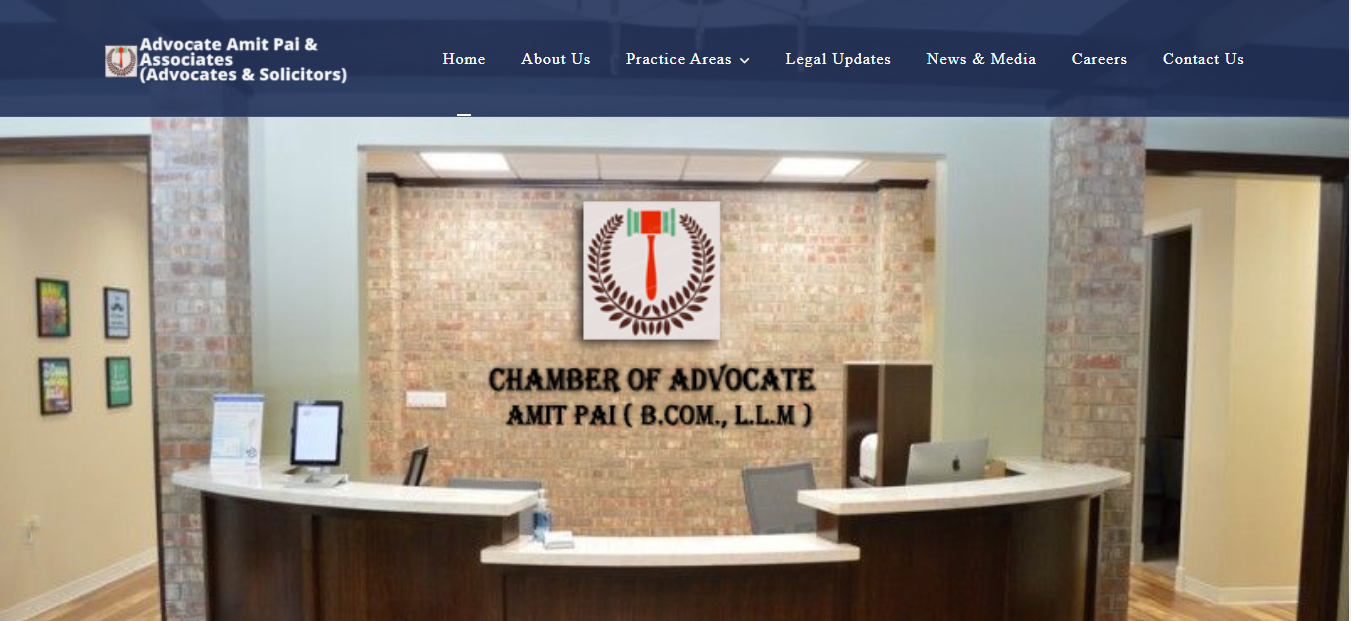 Advocate Amit Pai &
Associates
(Advocates & Solicitors)
Home
About Us
Practice Areas
Legal Updates
News & Media
Careers
Contact Us
CHAMBER OF ADVOCATE
AMIT PAI ( B.COM., L.L.M )